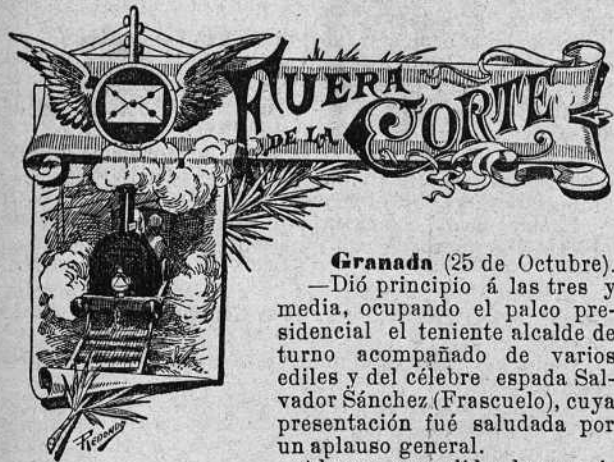 FUERA
DE LA CORTE
Granada (25 de Octubre).
—Dió principio á las tres y
media, ocupando el palco pre-
sidencial el teniente alcalde de
turno acompañado de varios
ediles y del célebre espada Sal-
vador Sánchez (Frascuelo), cuya
presentación fué saludada por
un aplauso general.
REDONDO